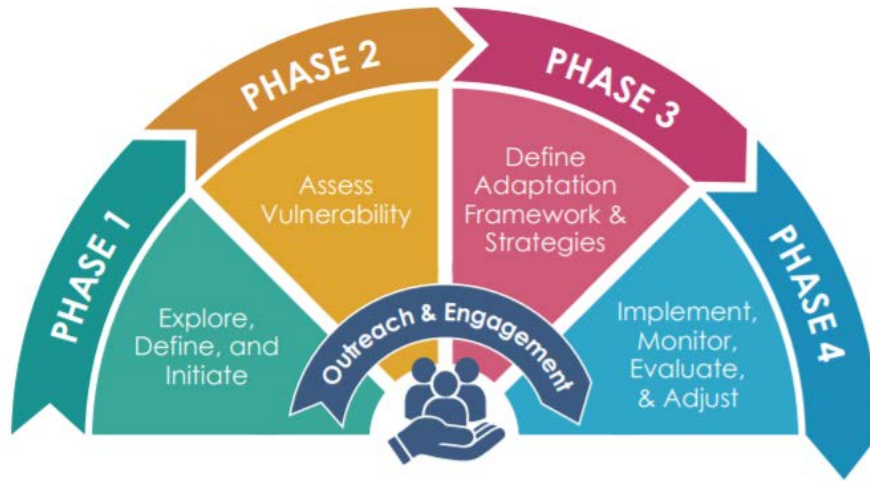 PHASE 1
Explore,
Define, and
Initiate
PHASE 2
Assess
Vulnerability
PHASE 3
Define
Adaptation
Framework &
Strategies
PHASE 4
Implement,
Monitor,
Evaluate,
& Adjust
Outreach & Engagement